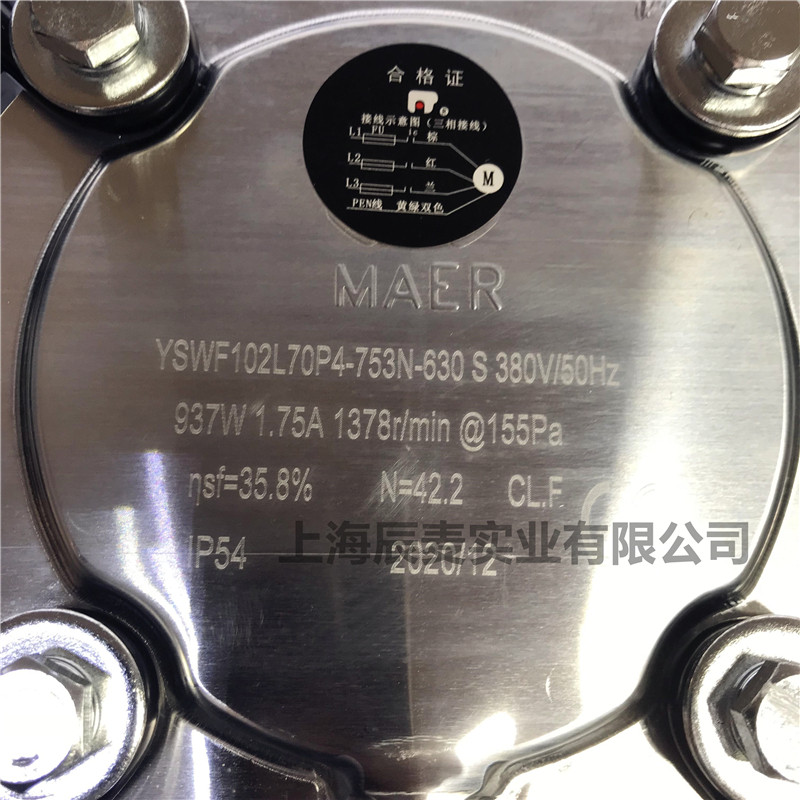 合格证
®
接线示意图（三相接线）
L1 FU lc 棕
L2 红
L3 兰
M
PEN线 黄绿双色
MAER
YSWF102L70P4-753N-630 S 380V/50Hz
937W 1.75A 1378r/min @155Pa
ηsf=35.8% N=42.2 CL.F
IP54 2020/12
上海辰麦实业有限公司